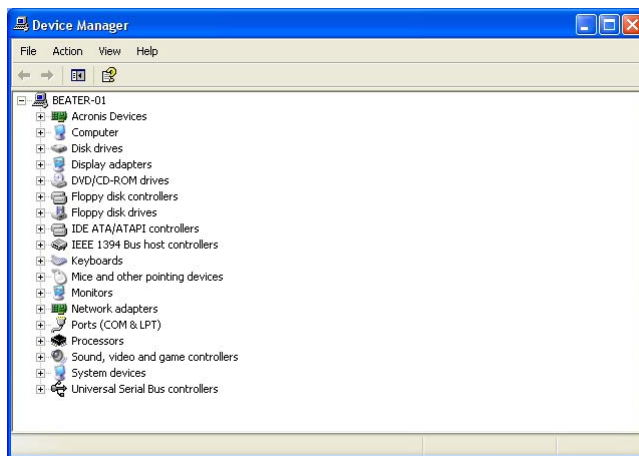 Device Manager
File Action View Help
BEATER-01
Acronis Devices
Computer
Disk drives
Display adapters
DVD/CD-ROM drives
Floppy disk controllers
Floppy disk drives
IDE ATA/ATAPI controllers
IEEE 1394 Bus host controllers
Keyboards
Mice and other pointing devices
Monitors
Network adapters
Ports (COM & LPT)
Processors
Sound, video and game controllers
System devices
Universal Serial Bus controllers